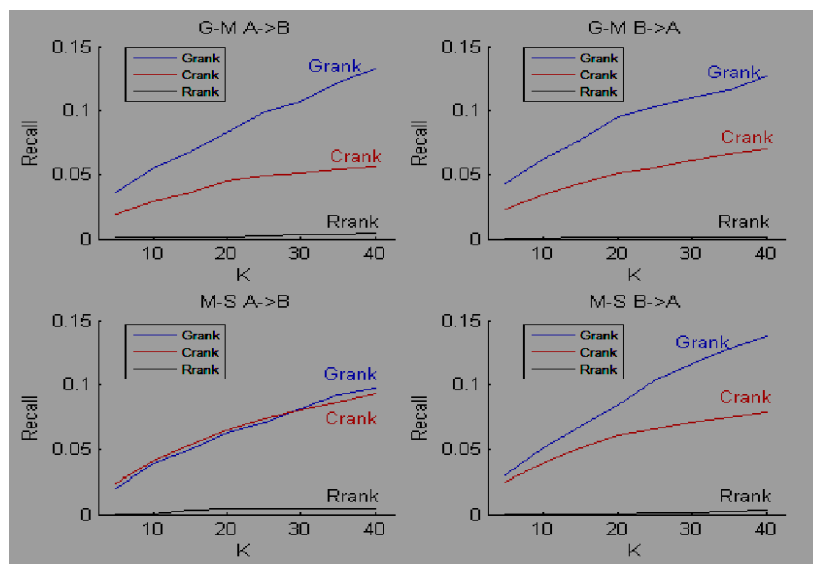 G-M A->B
0.15
0.1
0.05
0
Recall
Grank
Crank
Rrank
Grank
Crank
Rrank
10 20 30 40
K
G-M B->A
0.15
0.1
0.05
0
Recall
Grank
Crank
Rrank
Grank
Crank
Rrank
10 20 30 40
K
M-S A->B
0.15
0.1
0.05
0
Recall
Grank
Crank
Rrank
Grank
Crank
Rrank
10 20 30 40
K
M-S B->A
0.15
0.1
0.05
0
Recall
Grank
Crank
Rrank
Grank
Crank
Rrank
10 20 30 40
K